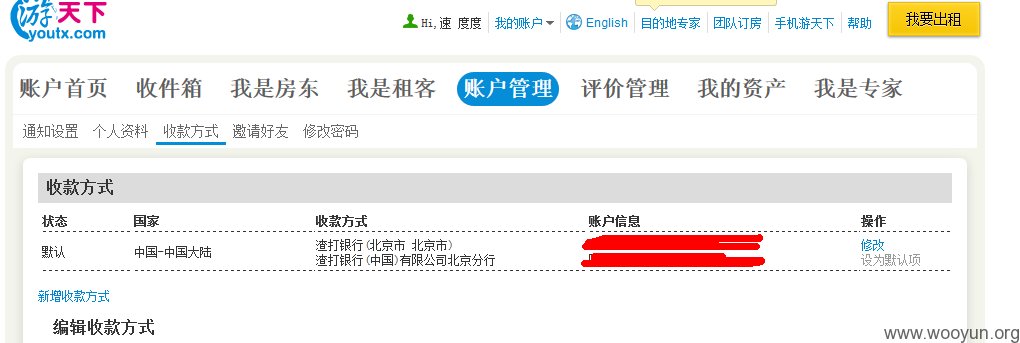 游天下
youtx.com
Hi,速 度度 我的账户 English 目的地专家 团队订房 手机游天下 帮助 我要出租
账户首页 收件箱 我是房东 我是租客 账户管理 评价管理 我的资产 我是专家
通知设置 个人资料 收款方式 邀请好友 修改密码
收款方式
状态 国家 收款方式 账户信息 操作
默认 中国-中国大陆 渣打银行(北京市 北京市) 修改
渣打银行(中国)有限公司北京分行 设为默认项
新增收款方式
编辑收款方式
www.wooyun.org